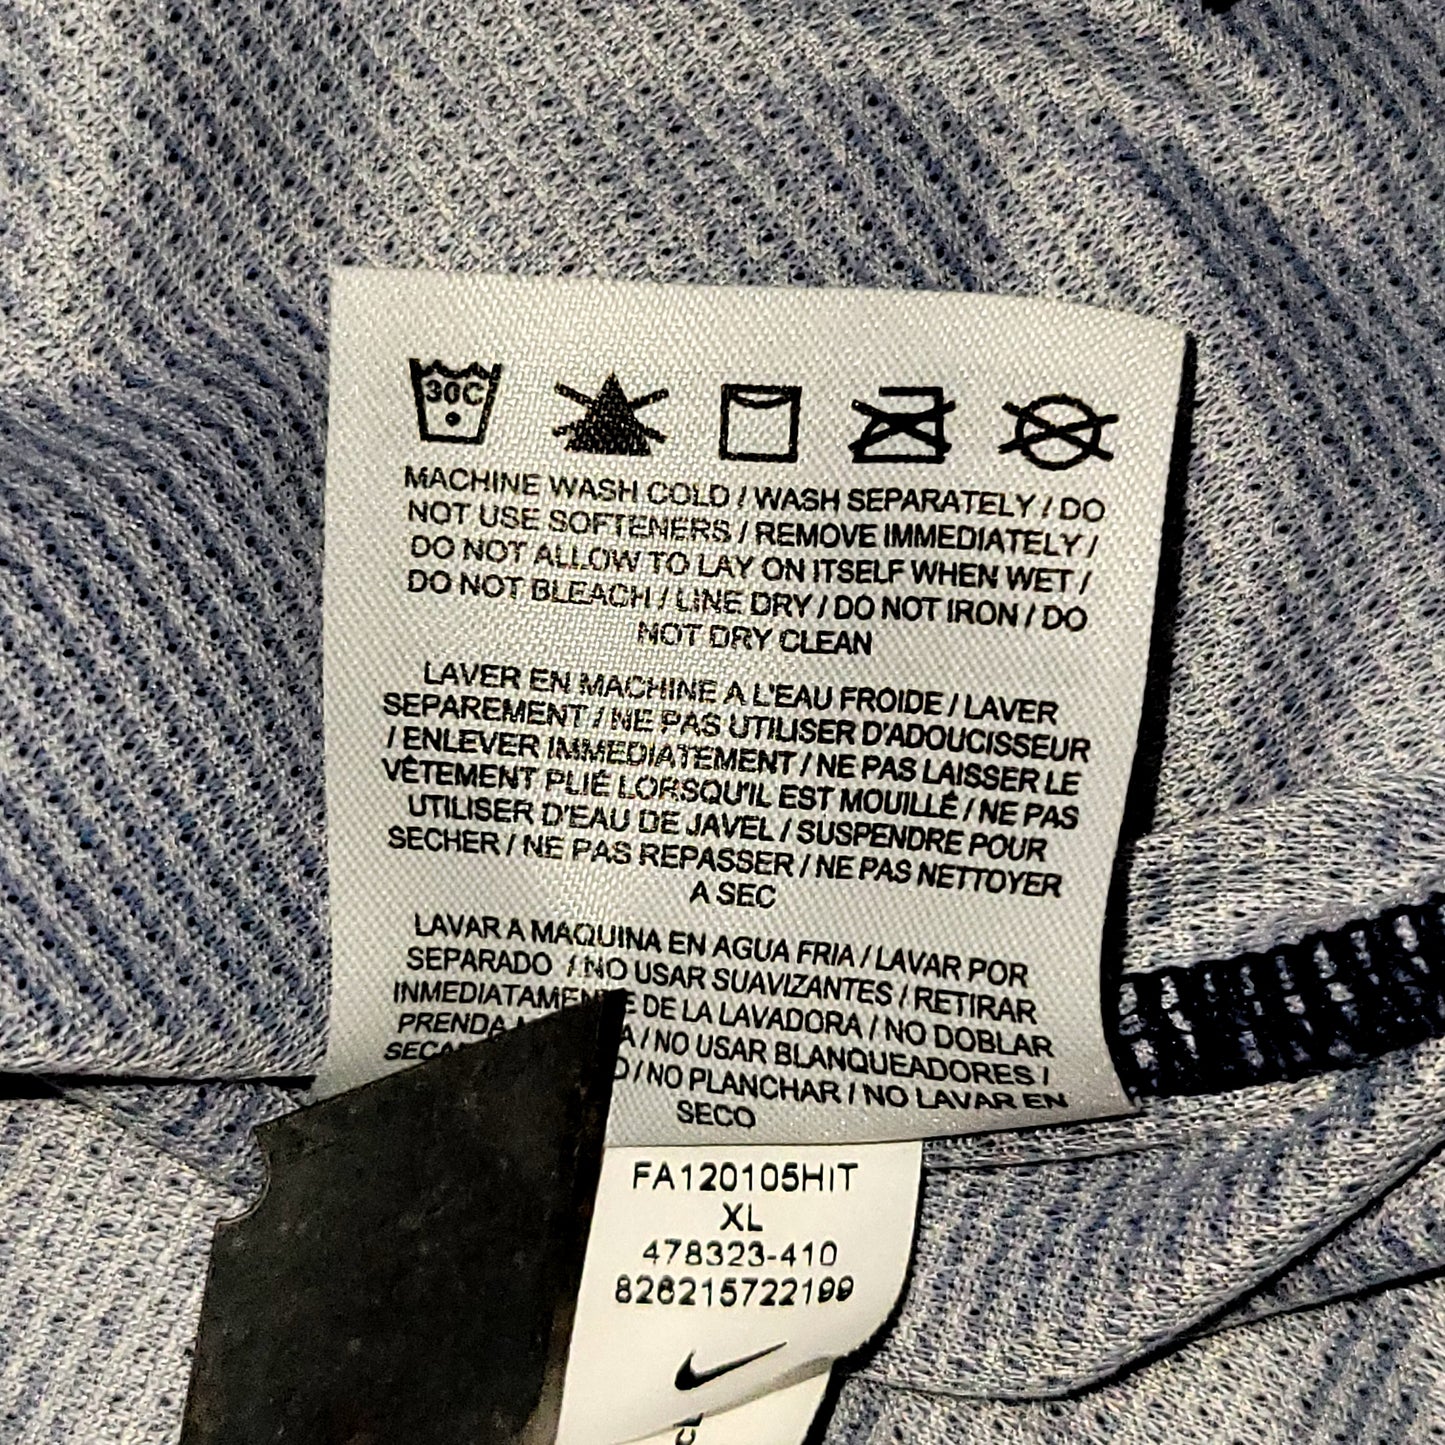 30C
MACHINE WASH COLD / WASH SEPARATELY / DO
NOT USE SOFTENERS / REMOVE IMMEDIATELY /
DO NOT ALLOW TO LAY ON ITSELF WHEN WET /
DO NOT BLEACH / LINE DRY / DO NOT IRON / DO
NOT DRY CLEAN
LAVER EN MACHINE A L'EAU FROIDE / LAVER
SEPAREMENT / NE PAS UTILISER D'ADOUCISSEUR
/ ENLEVER IMMEDIATEMENT / NE PAS LAISSER LE
VÊTEMENT PLIÉ LORSQU'IL EST MOUILLÉ / NE PAS
UTILISER D'EAU DE JAVEL / SUSPENDRE POUR
SECHER / NE PAS REPASSER / NE PAS NETTOYER
A SEC
LAVAR A MAQUINA EN AGUA FRIA / LAVAR POR
SEPARADO / NO USAR SUAVIZANTES / RETIRAR
DE LA LAVADORA / NO DOBLAR
PRENDA / NO USAR BLANQUEADORES /
/ NO PLANCHAR / NO LAVAR EN
SECO
FA120105HIT
XL
478323-410
826215722199